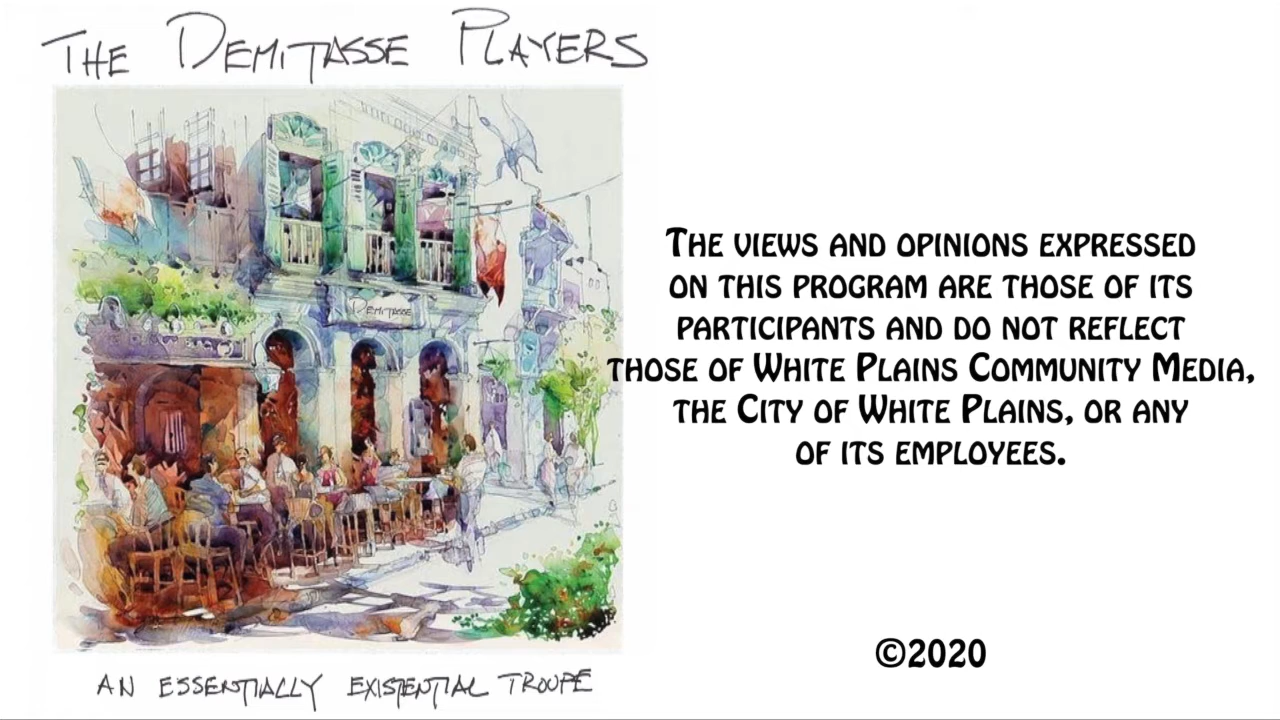 The Demitasse Players
Demitasse
The views and opinions expressed
on this program are those of its
participants and do not reflect
those of White Plains Community Media,
the City of White Plains, or any
of its employees.
©2020
An Essentially Existential Troupe